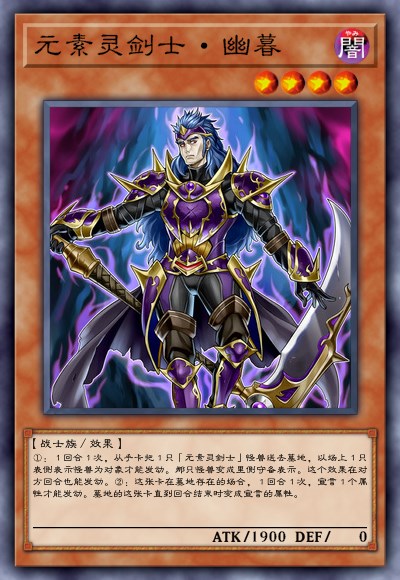 元素灵剑士·幽暮
やみ
闇
【战士族／效果】
①：1回合1次，从手卡把1只「元素灵剑士」怪兽送去墓地，以场上1只
表侧表示怪兽为对象才能发动。那只怪兽变成里侧守备表示。这个效果在对
方回合也能发动。②：这张卡在墓地存在的场合，1回合1次，宣言1个属
性才能发动。墓地的这张卡直到回合结束时变成宣言的属性。
ATK/1900 DEF/ 0